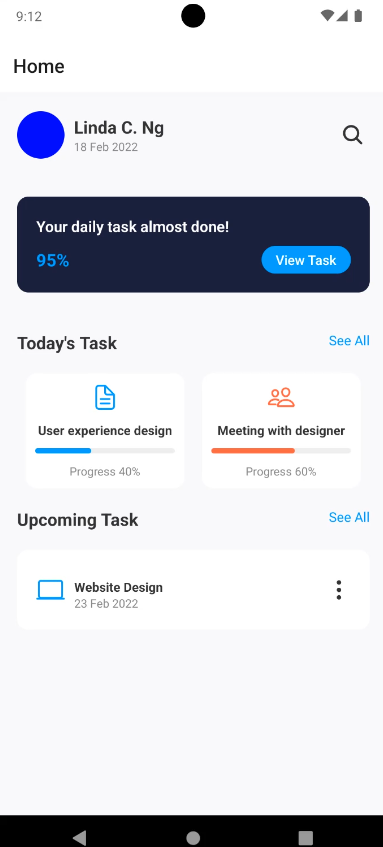 9:12
Home
Linda C. Ng
18 Feb 2022
Your daily task almost done!
95%
View Task
Today's Task
See All
User experience design
Progress 40%
Meeting with designer
Progress 60%
Upcoming Task
See All
Website Design
23 Feb 2022